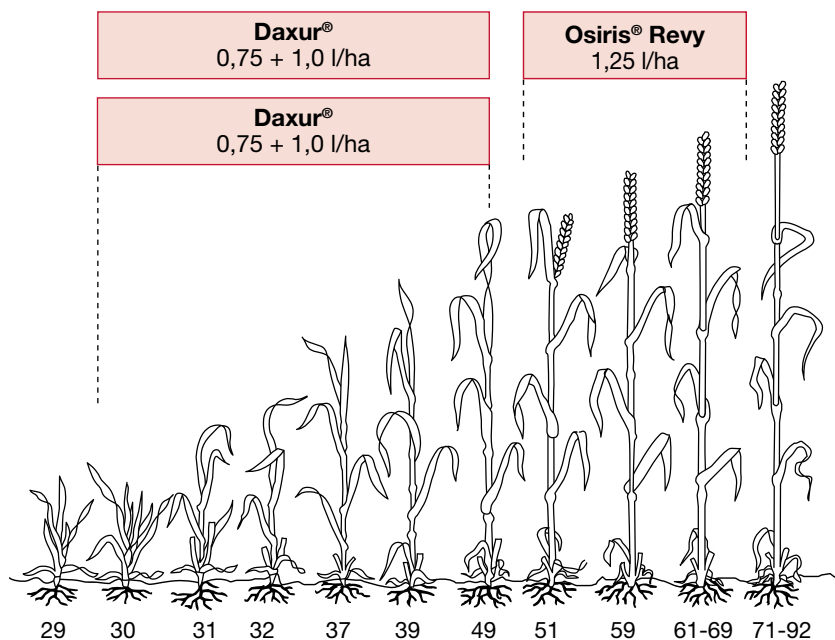 Daxur®
0,75 + 1,0 l/ha
Osiris® Revy
1,25 l/ha
Daxur®
0,75 + 1,0 l/ha
29 30 31 32 37 39 49 51 59 61-69 71-92